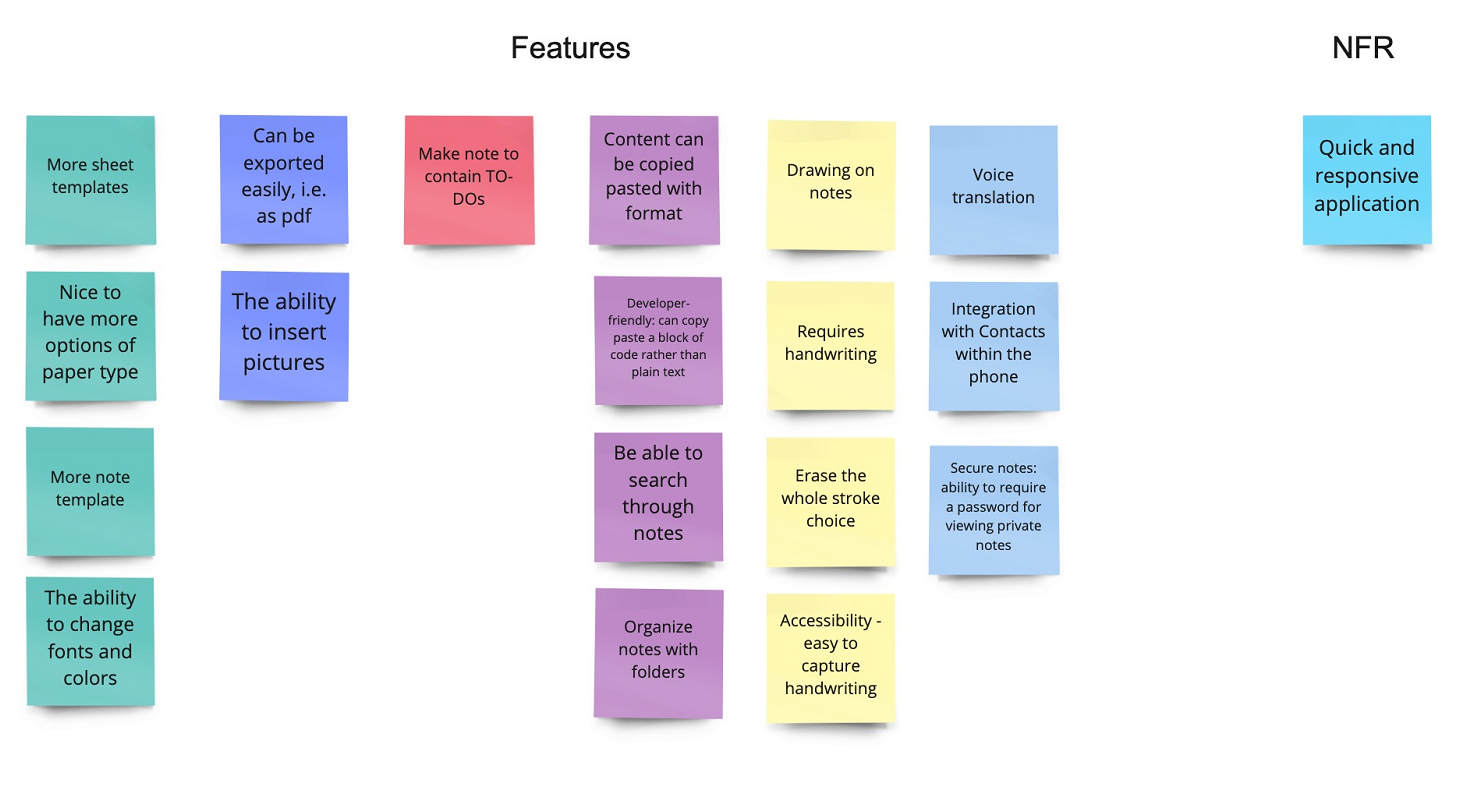 Features
NFR
More sheet
templates
Nice to
have more
options of
paper type
More note
template
The ability
to change
fonts and
colors
Can be
exported
easily, i.e.
as pdf
The ability
to insert
pictures
Make note to
contain TO-
DOs
Content can
be copied
pasted with
format
Developer-
friendly: can copy
paste a block of
code rather than
plain text
Be able to
search
through
notes
Organize
notes with
folders
Drawing on
notes
Requires
handwriting
Erase the
whole stroke
choice
Accessibility -
easy to
capture
handwriting
Voice
translation
Integration
with Contacts
within the
phone
Secure notes:
ability to require
a password for
viewing private
notes
Quick and
responsive
application